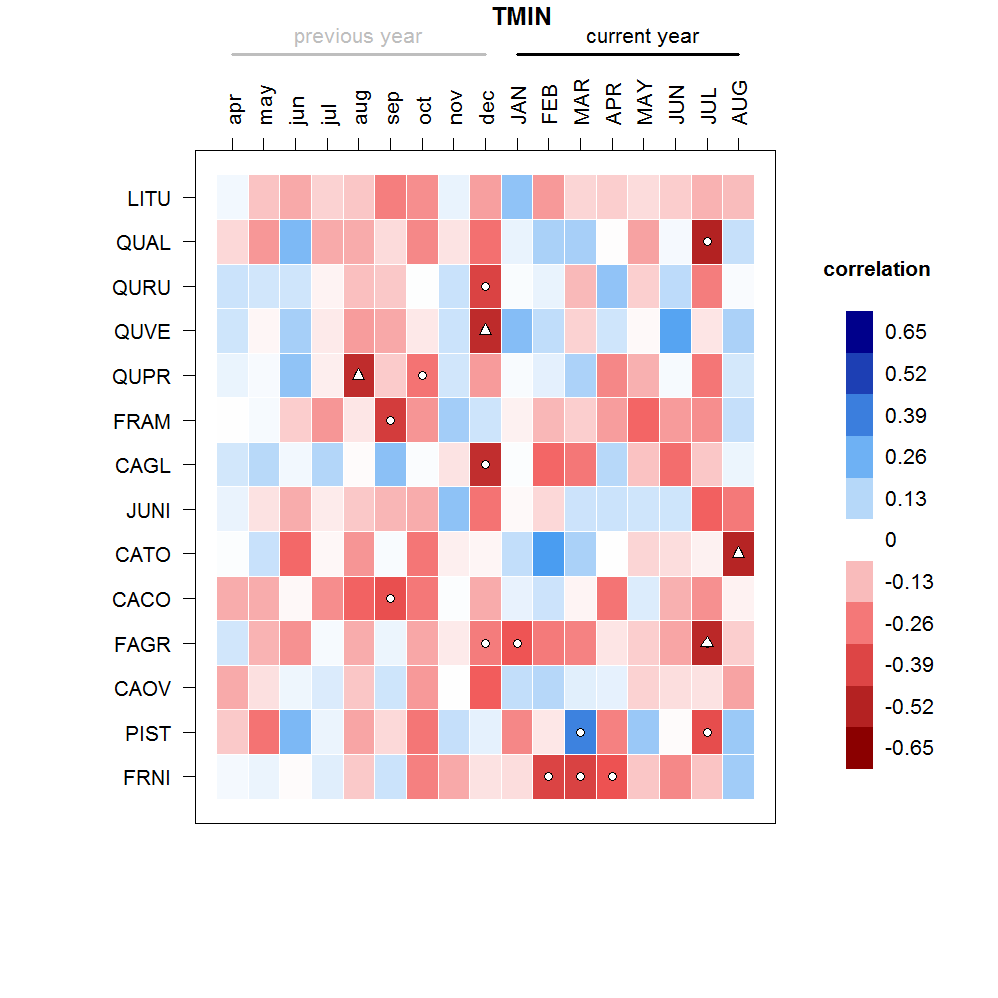 TMIN
previous year current year
apr may jun jul aug sep oct nov dec JAN FEB MAR APR MAY JUN JUL AUG
LITU
QUAL
QURU
QUVE
QUPR
FRAM
CAGL
JUNI
CATO
CACO
FAGR
CAOV
PIST
FRNI
correlation
0.65
0.52
0.39
0.26
0.13
0
-0.13
-0.26
-0.39
-0.52
-0.65